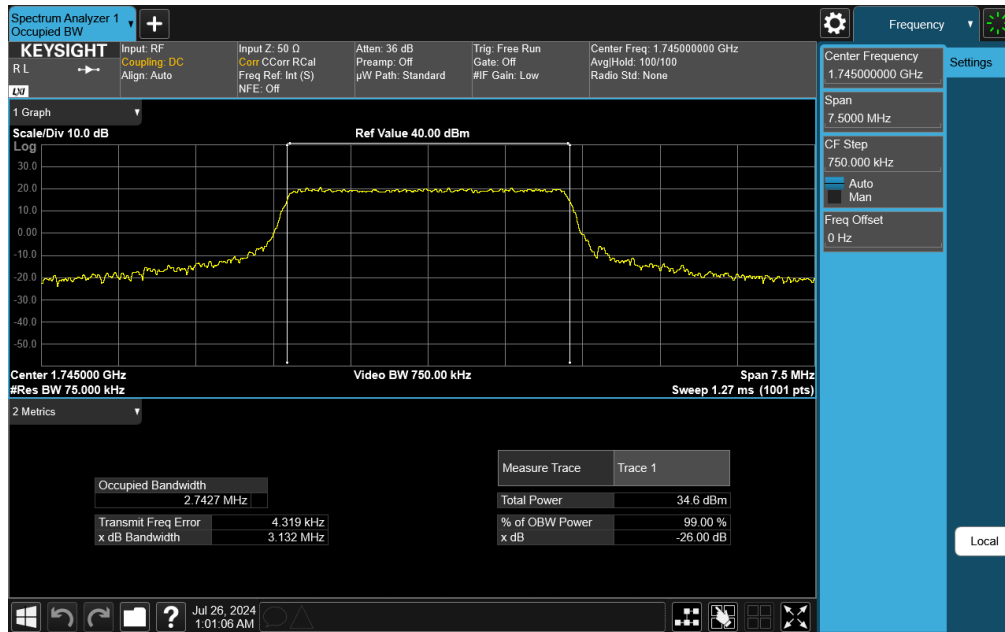 Spectrum Analyzer 1
Occupied BW
Frequency
KEYSIGHT
R L
LXI
Input: RF
Coupling: DC
Align: Auto
Input Z: 50 Ω
Corr CCorr RCal
Freq Ref: Int (S)
NFE: Off
Atten: 36 dB
Preamp: Off
µW Path: Standard
Trig: Free Run
Gate: Off
#IF Gain: Low
Center Freq: 1.745000000 GHz
Avg|Hold: 100/100
Radio Std: None
Center Frequency
1.745000000 GHz
Settings
Span
7.5000 MHz
CF Step
750.000 kHz
Auto
Man
Freq Offset
0 Hz
Local
1 Graph
Scale/Div 10.0 dB
Ref Value 40.00 dBm
Log
30.0
20.0
10.0
0.00
-10.0
-20.0
-30.0
-40.0
-50.0
Center 1.745000 GHz
Video BW 750.00 kHz
Span 7.5 MHz
#Res BW 75.000 kHz
Sweep 1.27 ms (1001 pts)
2 Metrics
Occupied Bandwidth
2.7427 MHz
Transmit Freq Error 4.319 kHz
x dB Bandwidth 3.132 MHz
Measure Trace Trace 1
Total Power 34.6 dBm
% of OBW Power 99.00 %
x dB -26.00 dB
?
Jul 26, 2024
1:01:06 AM